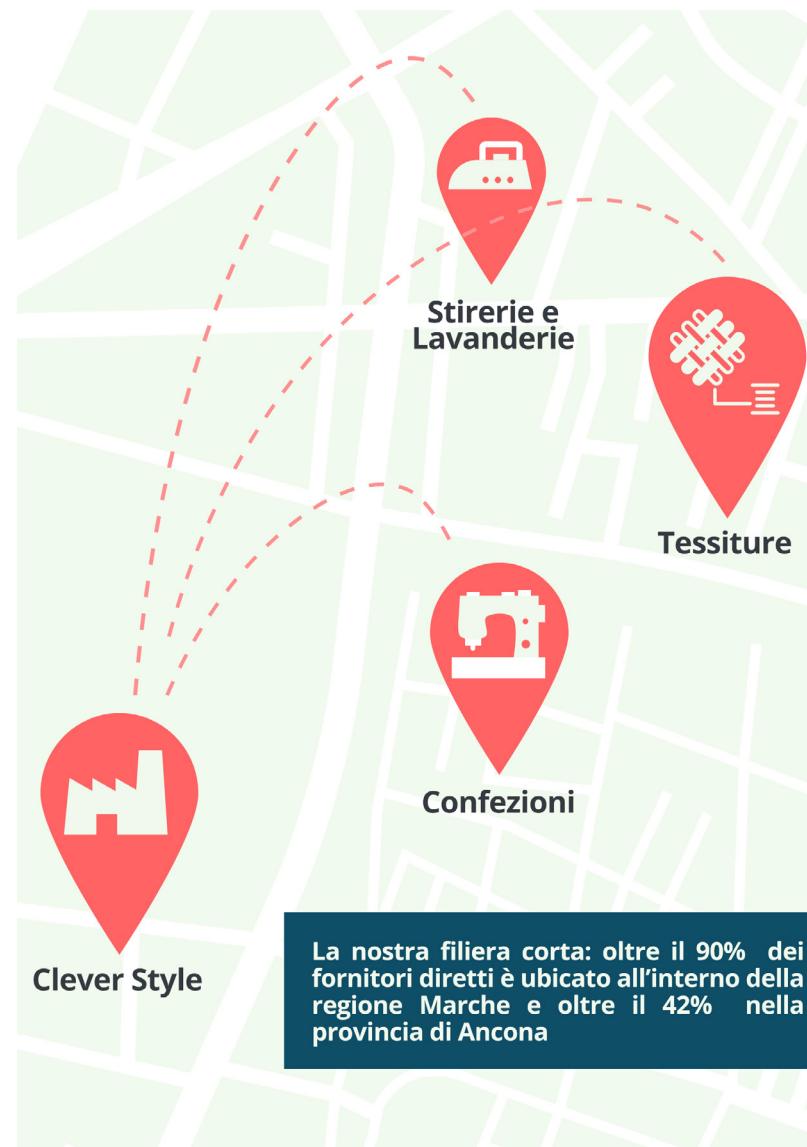 Stirerie e
Lavanderie
Tessiture
Confezioni
Clever Style
La nostra filiera corta: oltre il 90% dei
fornitori diretti è ubicato all’interno della
regione Marche e oltre il 42% nella
provincia di Ancona